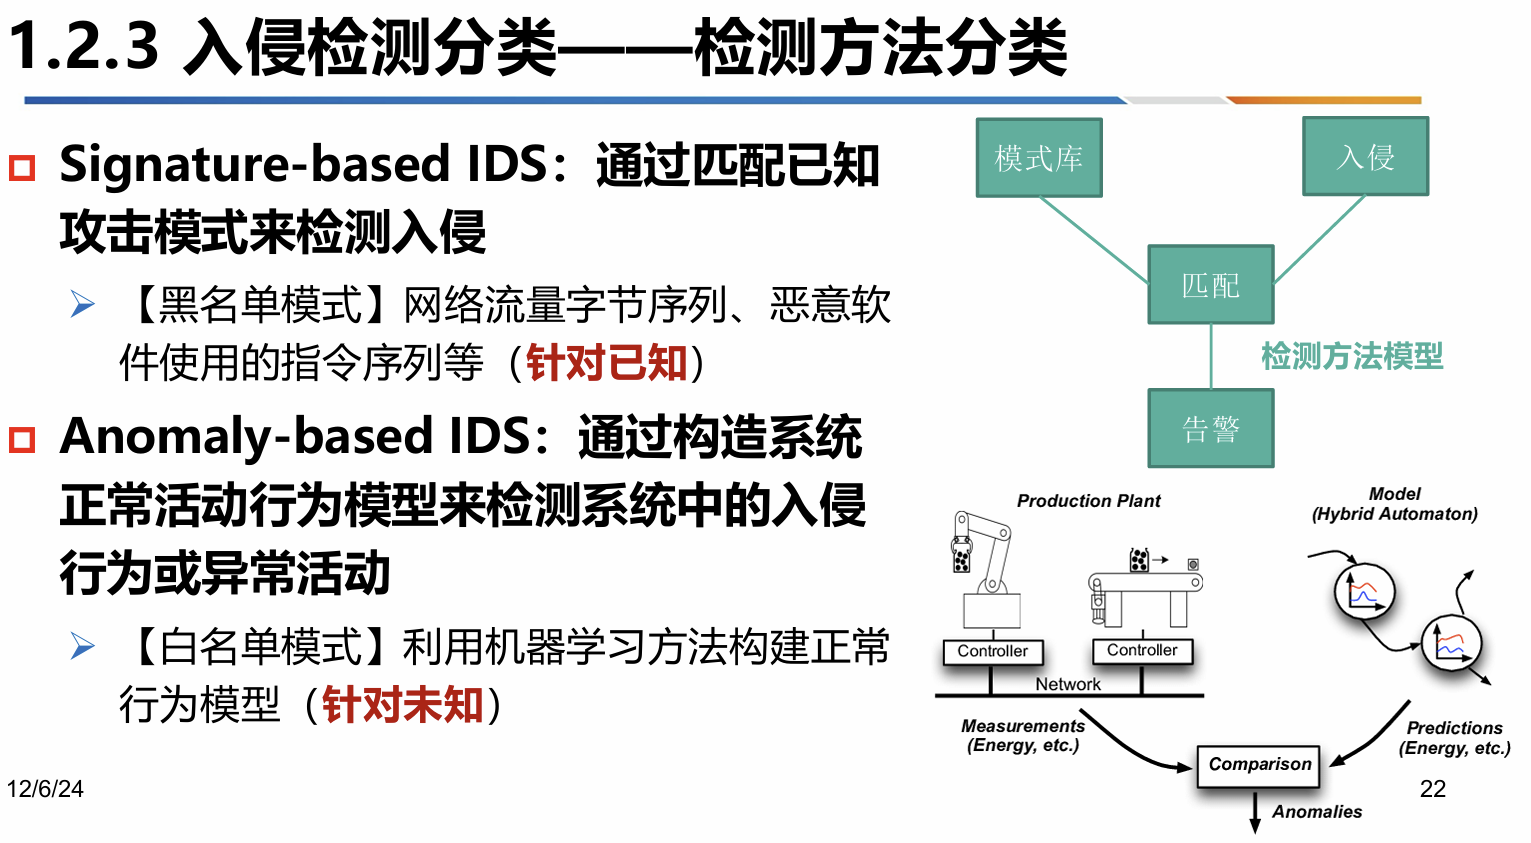 1.2.3 入侵检测分类——检测方法分类
Signature-based IDS：通过匹配已知
攻击模式来检测入侵
【黑名单模式】网络流量字节序列、恶意软
件使用的指令序列等（针对已知）
Anomaly-based IDS：通过构造系统
正常活动行为模型来检测系统中的入侵
行为或异常活动
【白名单模式】利用机器学习方法构建正常
行为模型（针对未知）
模式库
入侵
匹配
检测方法模型
告警
Production Plant
Model
(Hybrid Automaton)
Controller
Controller
Network
Measurements
(Energy, etc.)
Predictions
(Energy, etc.)
Comparison
Anomalies
12/6/24
22